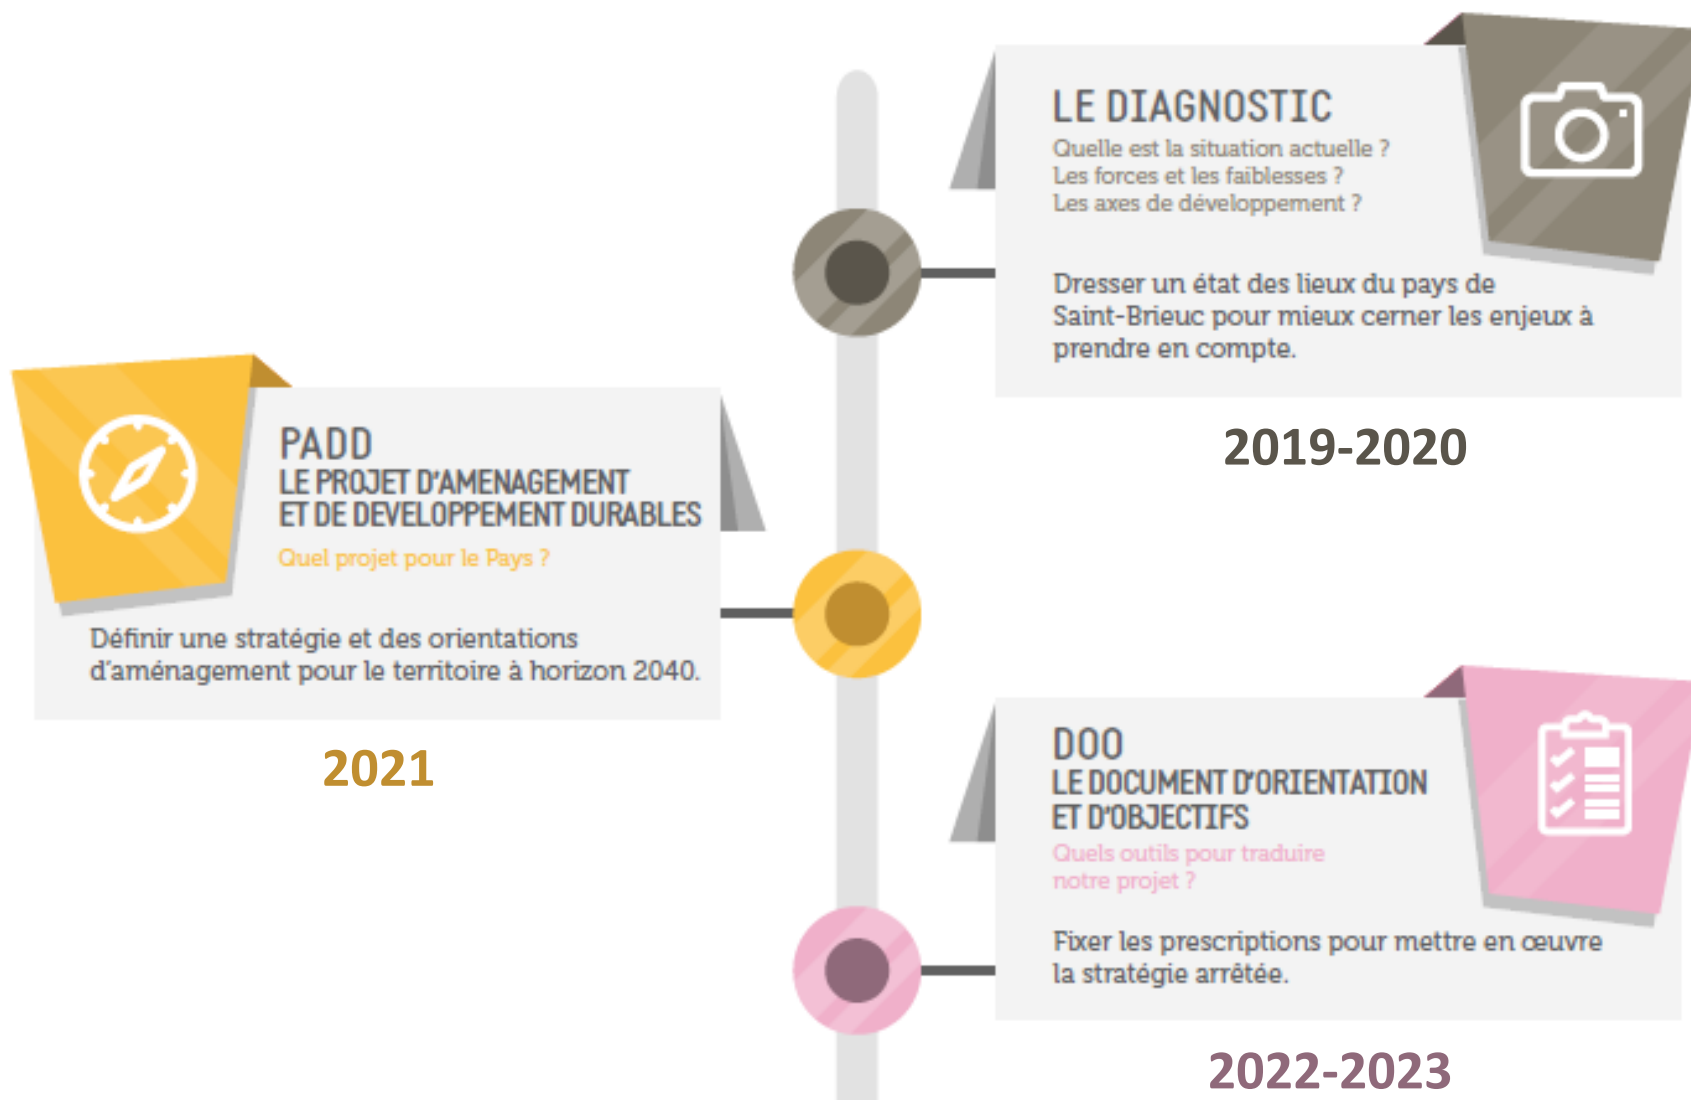 LE DIAGNOSTIC
Quelle est la situation actuelle ?
Les forces et les faiblesses ?
Les axes de développement ?
Dresser un état des lieux du pays de
Saint-Brieuc pour mieux cerner les enjeux à
prendre en compte.
2019-2020
PADD
LE PROJET D'AMENAGEMENT
ET DE DEVELOPPEMENT DURABLES
Quel projet pour le Pays ?
Définir une stratégie et des orientations
d'aménagement pour le territoire à horizon 2040.
2021
DOO
LE DOCUMENT D'ORIENTATION
ET D'OBJECTIFS
Quels outils pour traduire
notre projet ?
Fixer les prescriptions pour mettre en œuvre
la stratégie arrêtée.
2022-2023